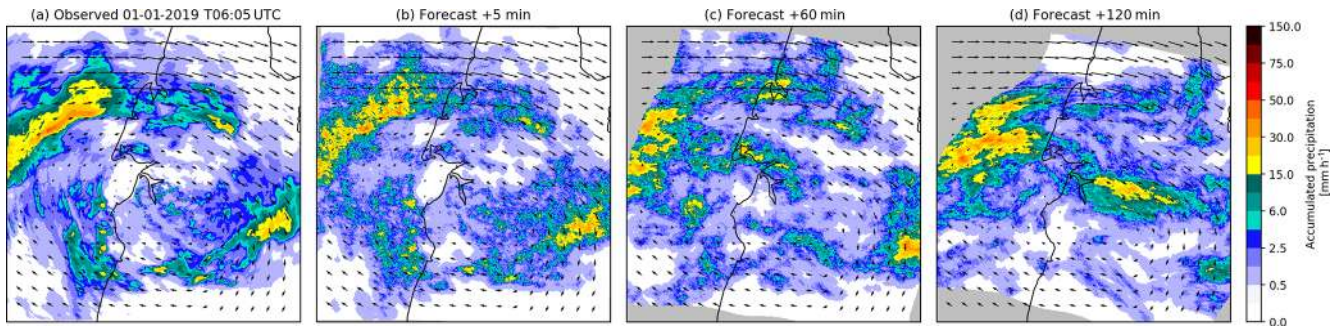 (a) Observed 01-01-2019 T06:05 UTC
(b) Forecast +5 min
(c) Forecast +60 min
(d) Forecast +120 min
150.0
75.0
50.0
30.0
15.0
6.0
2.5
0.5
0.0
Accumulated precipitation
[mm h⁻¹]